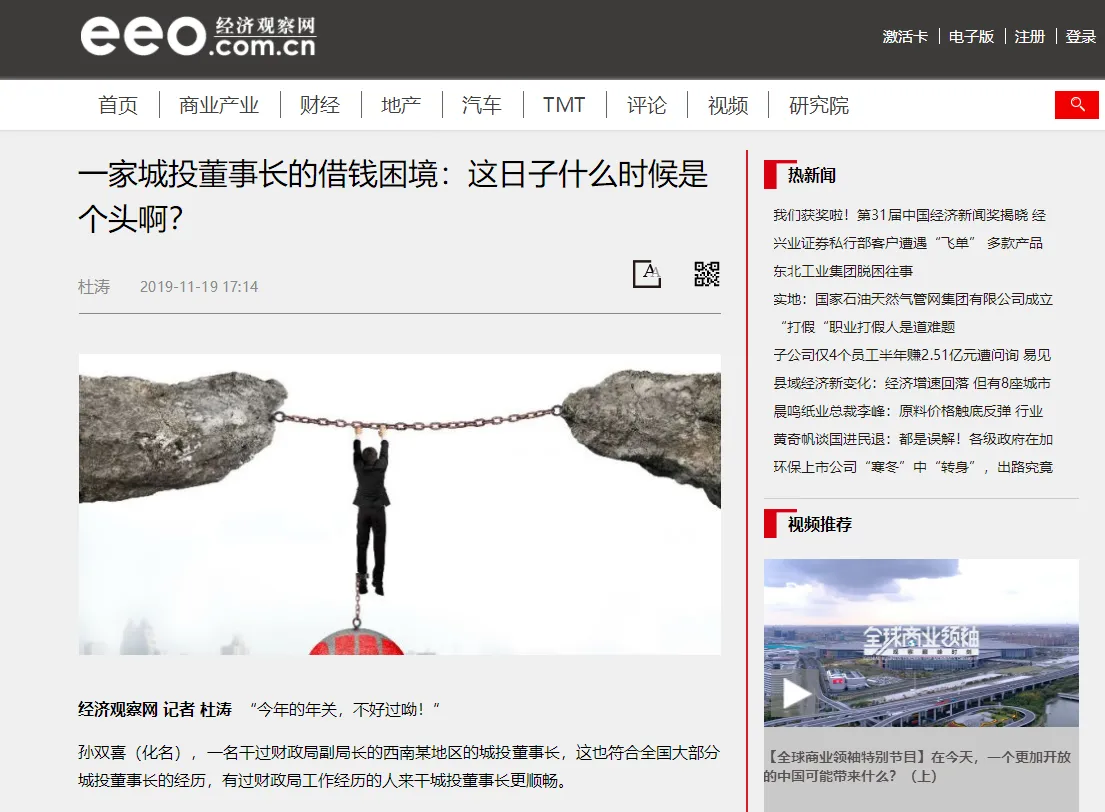 eeo 经济观察网
.com.cn
激活卡 电子版 注册 登录
首页 商业产业 财经 地产 汽车 TMT 评论 视频 研究院
一家城投董事长的借钱困境：这日子什么时候是
个头啊？
杜涛 2019-11-19 17:14
经济观察网 记者 杜涛 “今年的年关，不好过呦！“
孙双喜（化名），一名干过财政局副局长的西南某地区的城投董事长，这也符合全国大部分
城投董事长的经历，有过财政局工作经历的人来干城投董事长更顺畅。
热新闻
我们获奖啦！第31届中国经济新闻奖揭晓 经
兴业证券私行部客户遭遇“飞单” 多款产品
东北工业集团脱困往事
实地：国家石油天然气管网集团有限公司成立
“打假“职业打假人是道难题
子公司仅4个员工半年赚2.51亿元遭问询 易见
县域经济新变化：经济增速回落 但有8座城市
晨鸣纸业总裁李峰：原料价格触底反弹 行业
黄奇帆谈国进民退：都是误解！各级政府在加
环保上市公司“寒冬”中“转身”，出路究竟
视频推荐
全球商业领袖
【全球商业领袖特别节目】在今天，一个更加开放
的中国可能带来什么？（上）